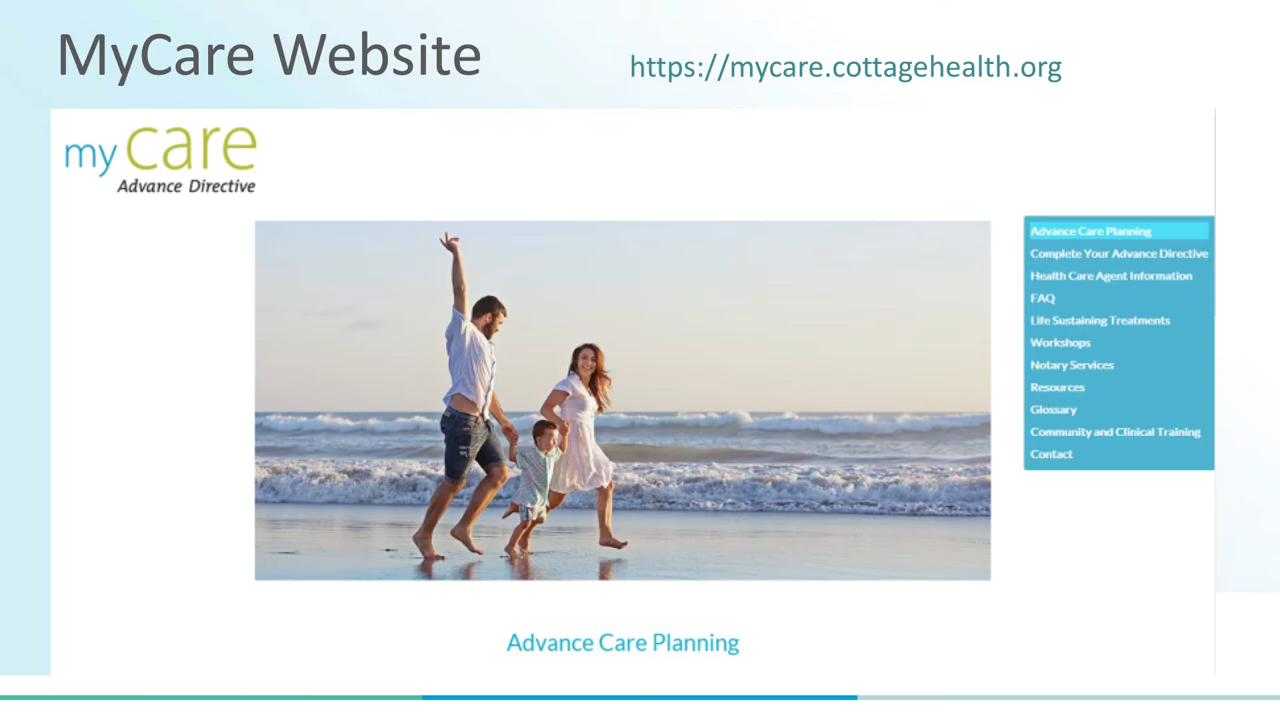 MyCare Website
https://mycare.cottagehealth.org
my care
Advance Directive
Advance Care Planning
Complete Your Advance Directive
Health Care Agent Information
FAQ
Life Sustaining Treatments
Workshops
Notary Services
Resources
Glossary
Community and Clinical Training
Contact
Advance Care Planning